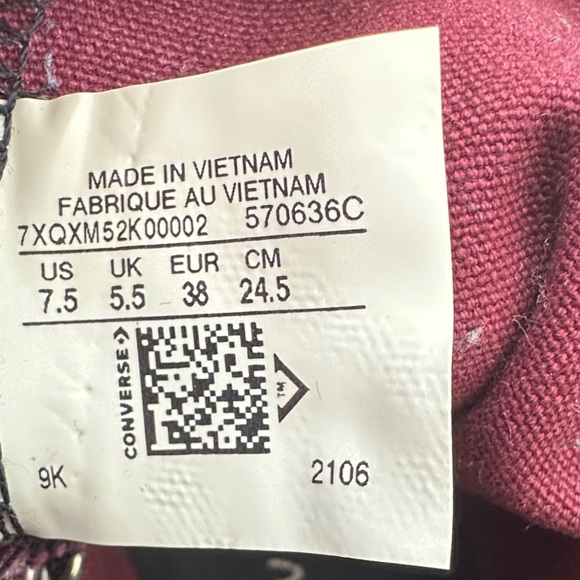 MADE IN VIETNAM
FABRIQUE AU VIETNAM
7XQXM52K00002 570636C
US UK EUR CM
7.5 5.5 38 24.5
CONVERSE
TM
9K 2106